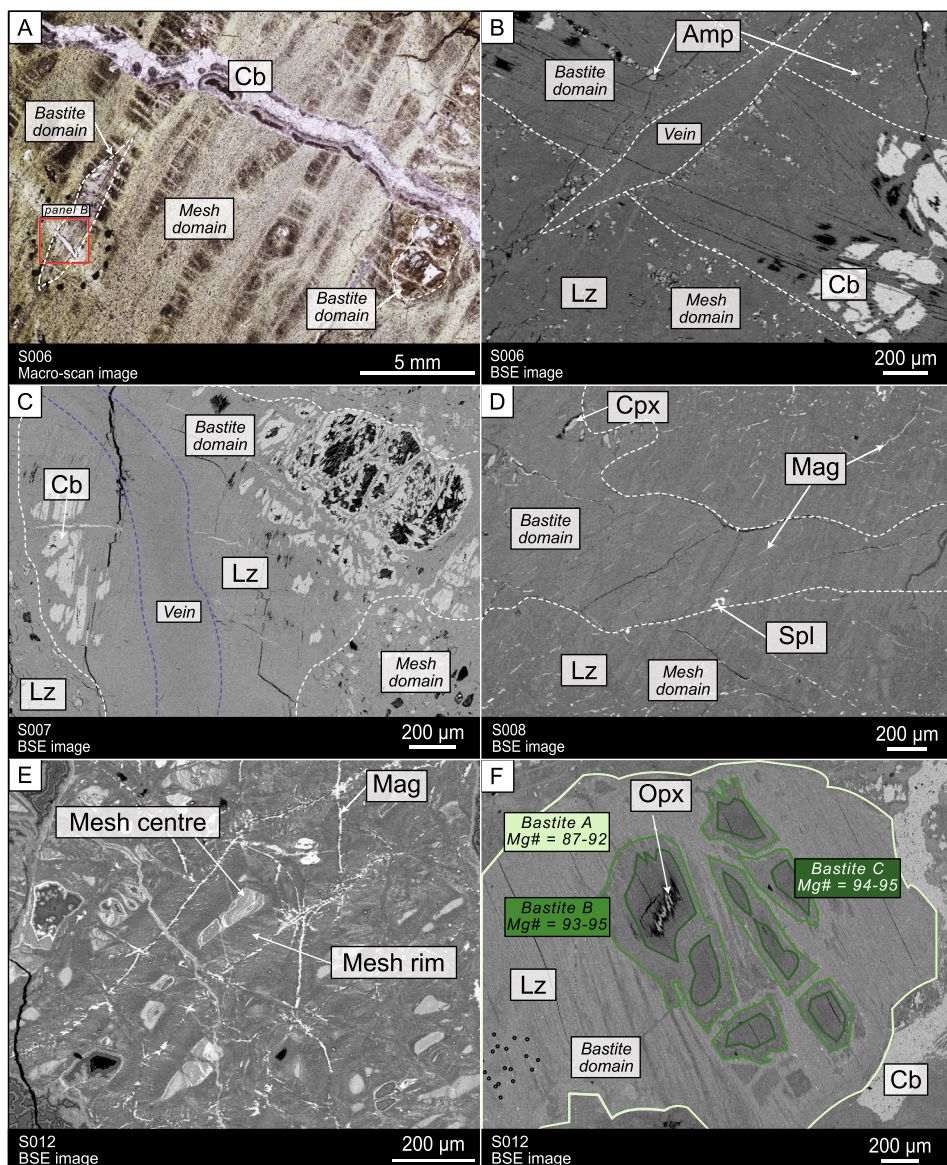 A
Cb
Bastite
domain
panel B
Mesh
domain
Bastite
domain
S006
Macro-scan image
5 mm
B
Amp
Bastite
domain
Vein
Lz
Mesh
domain
Cb
S006
BSE image
200 µm
C
Bastite
domain
Cb
Lz
Vein
Mesh
domain
Lz
S007
BSE image
200 µm
D
Cpx
Mag
Bastite
domain
Spl
Lz
Mesh
domain
S008
BSE image
200 µm
E
Mag
Mesh centre
Mesh rim
S012
BSE image
200 µm
F
Opx
Bastite A
Mg# = 87-92
Bastite C
Mg# = 94-95
Bastite B
Mg# = 93-95
Lz
Bastite
domain
Cb
S012
BSE image
200 µm